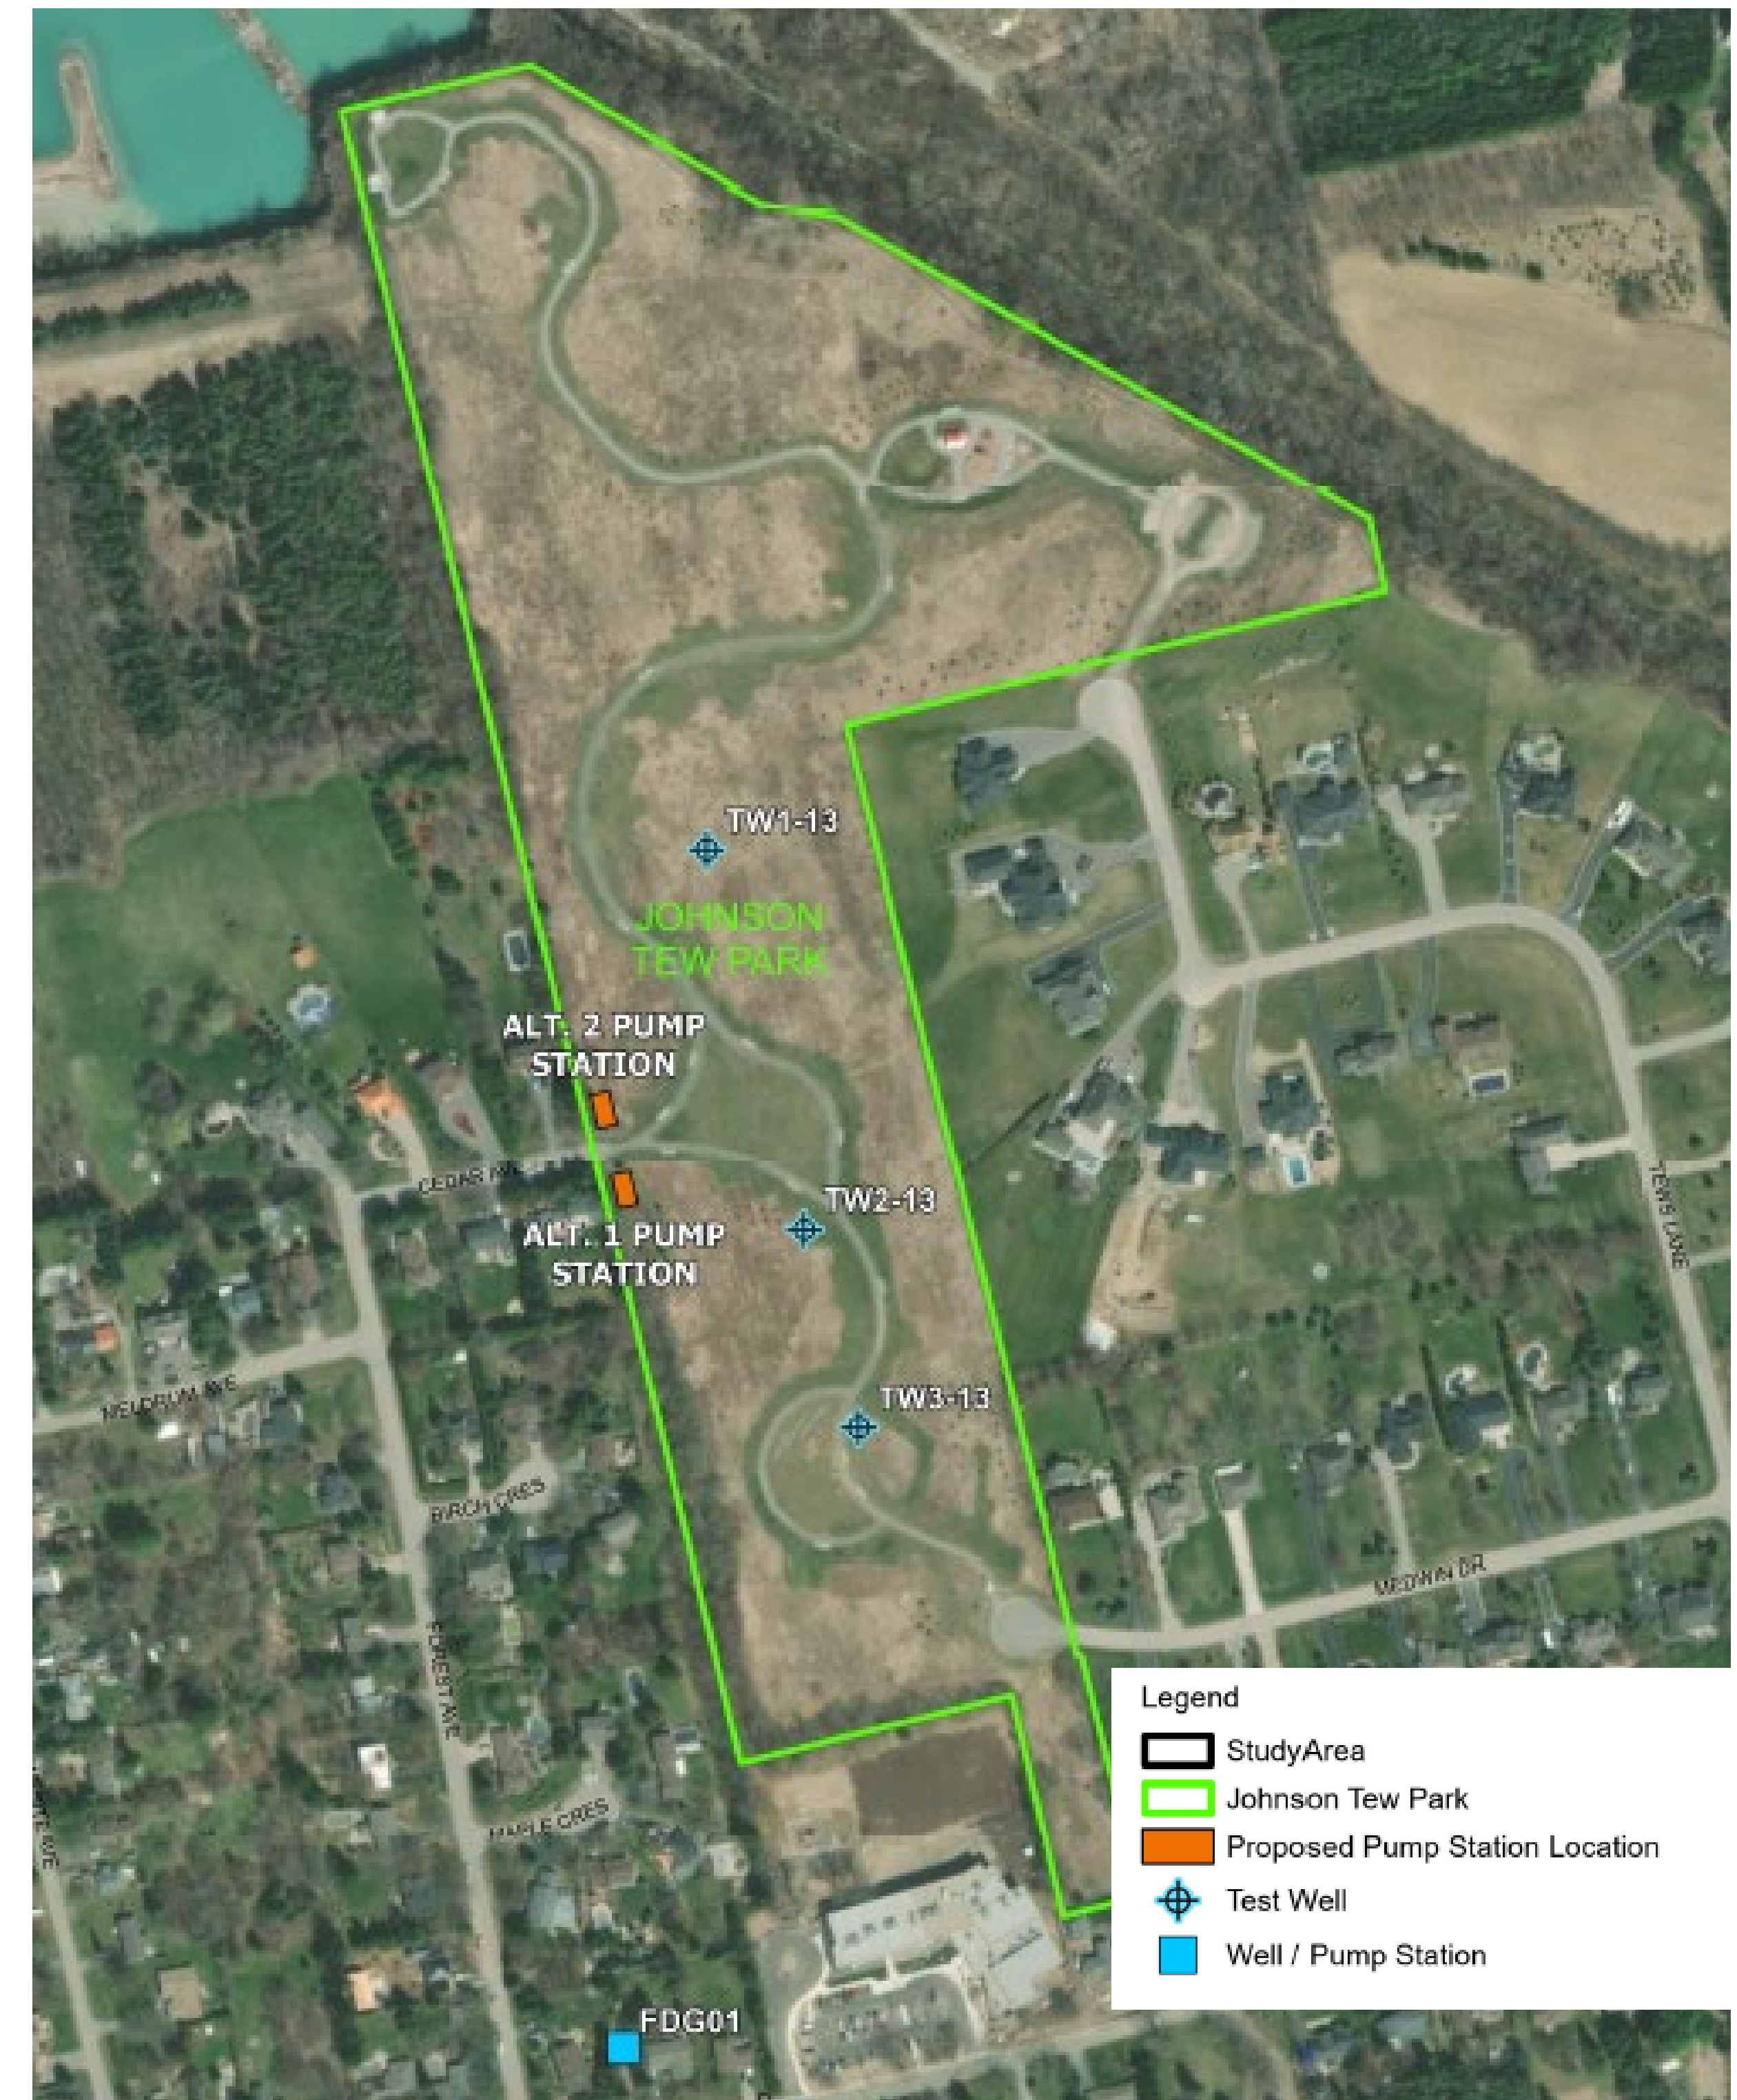 TW1-13
JOHNSON
TEW PARK
ALT. 2 PUMP
STATION
CEDAR AVE
TW2-13
ALT. 1 PUMP
STATION
TEWS LANE
MELDRUM AVE
TW3-13
BIRCH CRES
MEDWIN DR
FOREST AVE
MAPLE CRES
FDG01
Legend
StudyArea
Johnson Tew Park
Proposed Pump Station Location
Test Well
Well / Pump Station